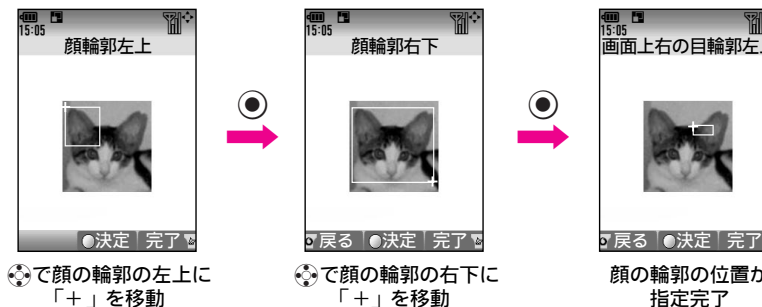 15:05
顔輪郭左上
決定 完了
で顔の輪郭の左上に
「+」を移動
15:05
顔輪郭右下
戻る 決定 完了
で顔の輪郭の右下に
「+」を移動
15:05
画面上右の目輪郭左
戻る 決定 完了
顔の輪郭の位置が
指定完了